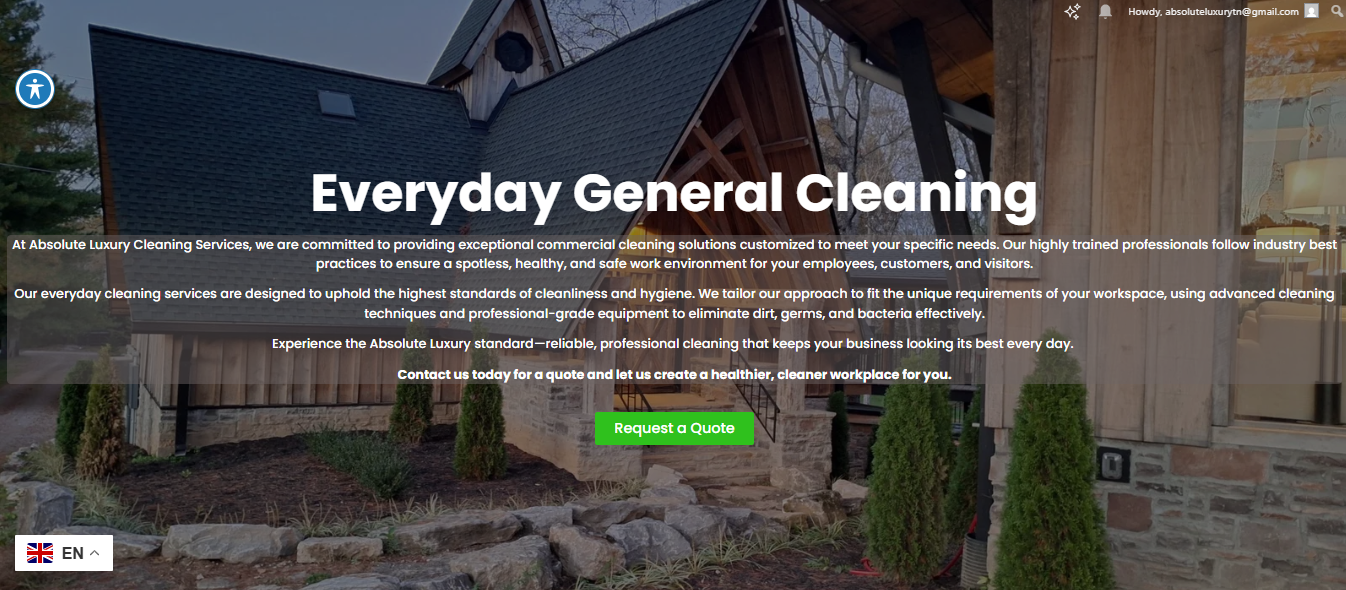 Howdy, absoluteluxurytn@gmail.com
Everyday General Cleaning
At Absolute Luxury Cleaning Services, we are committed to providing exceptional commercial cleaning solutions customized to meet your specific needs. Our highly trained professionals follow industry best
practices to ensure a spotless, healthy, and safe work environment for your employees, customers, and visitors.
Our everyday cleaning services are designed to uphold the highest standards of cleanliness and hygiene. We tailor our approach to fit the unique requirements of your workspace, using advanced cleaning
techniques and professional-grade equipment to eliminate dirt, germs, and bacteria effectively.
Experience the Absolute Luxury standard—reliable, professional cleaning that keeps your business looking its best every day.
Contact us today for a quote and let us create a healthier, cleaner workplace for you.
Request a Quote
EN